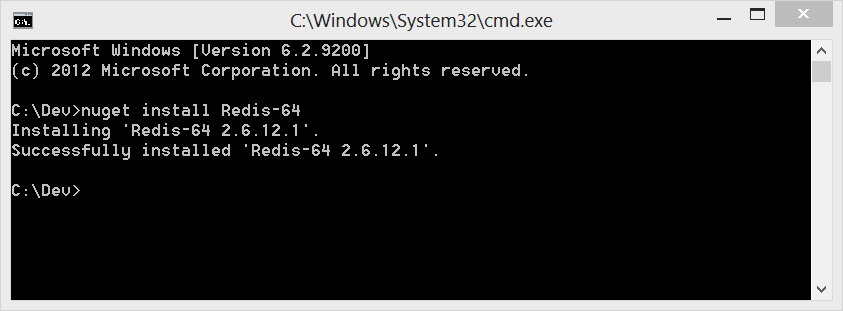 C:\Windows\System32\cmd.exe
Microsoft Windows [Version 6.2.9200]
(c) 2012 Microsoft Corporation. All rights reserved.
C:\Dev>nuget install Redis-64
Installing 'Redis-64 2.6.12.1'.
Successfully installed 'Redis-64 2.6.12.1'.
C:\Dev>